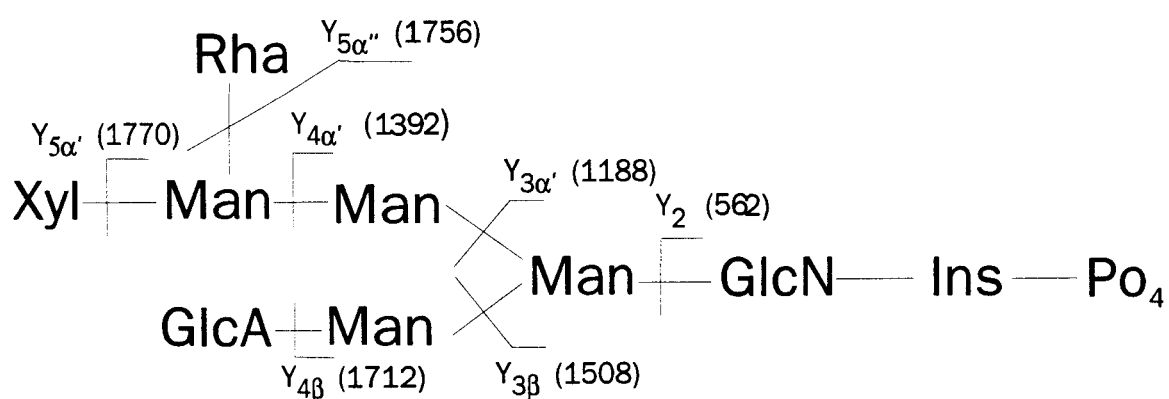 Y5α'' (1756)
Rha
Y5α' (1770)
Y4α' (1392)
Y3α' (1188)
Xyl Man Man
Y2 (562)
Man GlcN Ins Po4
GlcA Man
Y4β (1712)
Y3β (1508)